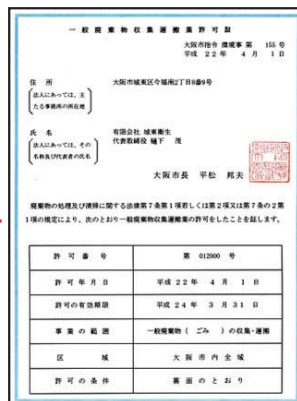 一般廃棄物収集運搬業許可証
大阪市指令 環境事 第 155 号
平成 22年 4月 1日
住所 大阪市城東区今福南2丁目8番9号
(法人にあっては、主
たる事務所の所在地)
氏名 有限会社 城東衛生
(法人にあっては、その
名称及び代表者の氏名) 代表取締役 樋下 茂
大阪市長 平松 邦夫
廃棄物の処理及び清掃に関する法律第7条第1項若しくは第2項又は第7条の2第
1項の規定により、次のとおり一般廃棄物収集運搬業の許可をしたことを証します。
許可番号 第 012000 号
許可年月日 平成 22年 4月 1日
許可の有効期限 平成 24年 3月 31日
事業の範囲 一般廃棄物(ごみ)の収集・運搬
区域 大阪市内全域
許可の条件 裏面のとおり